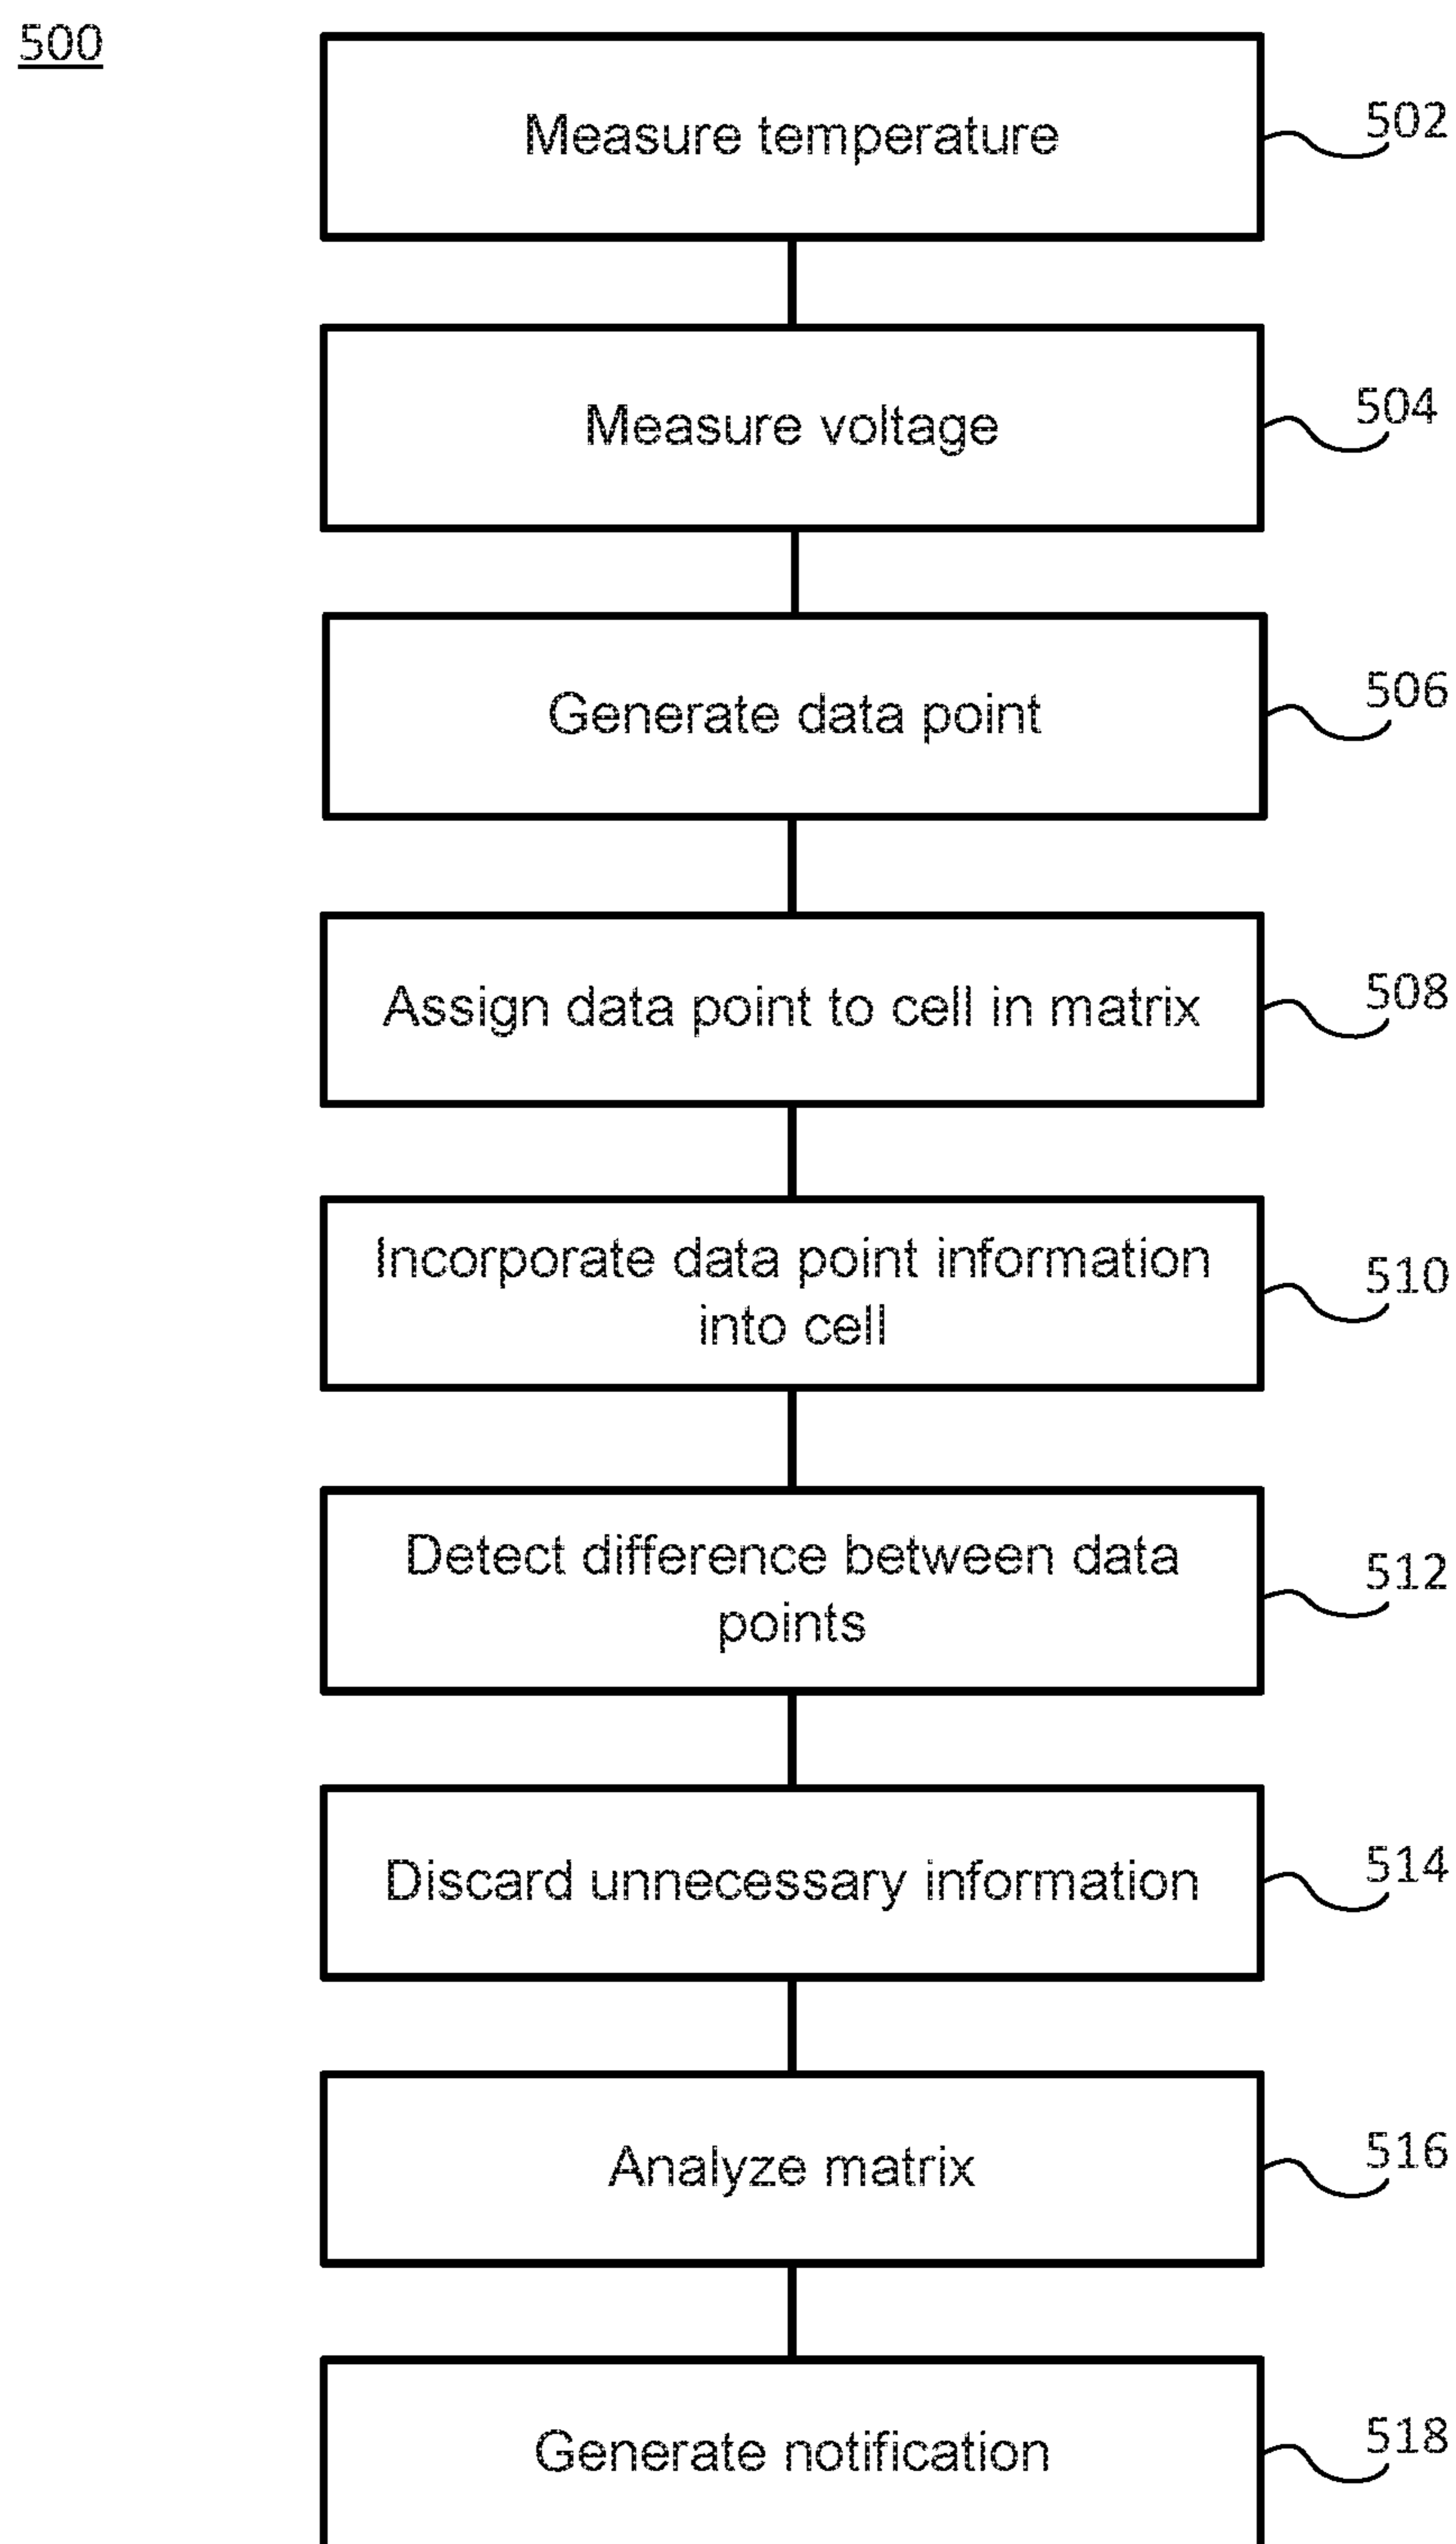 500
Measure temperature
502
Measure voltage
504
Generate data point
506
Assign data point to cell in matrix
508
Incorporate data point information
into cell
510
Detect difference between data
points
512
Discard unnecessary information
514
Analyze matrix
516
Generate notification
518